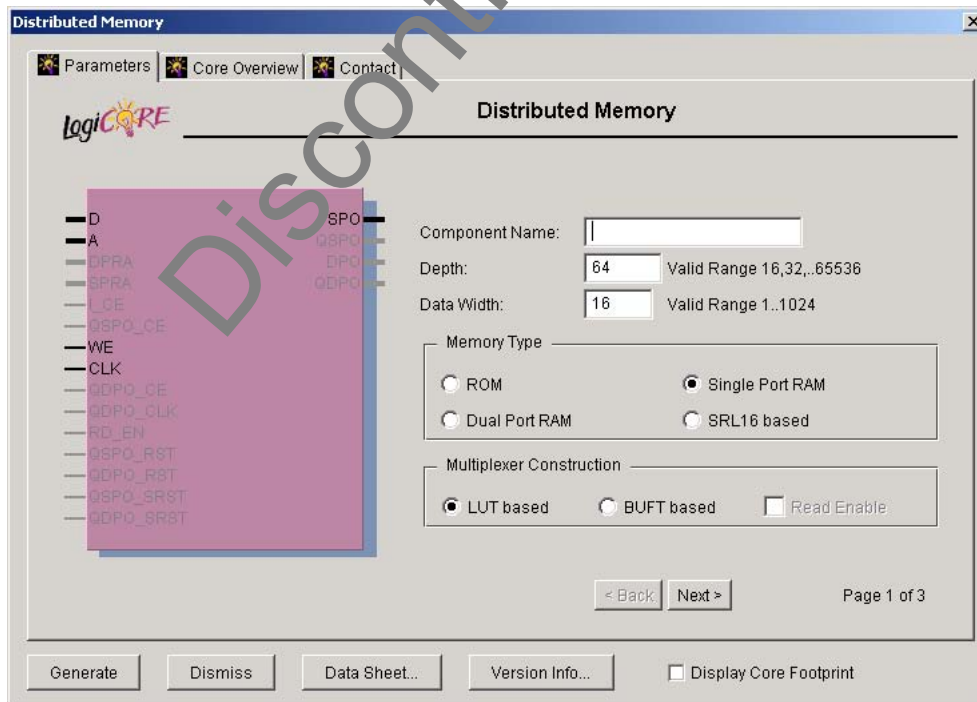 Distributed Memory
Parameters
Core Overview
Contact
logiCORE
Distributed Memory
D
A
DPRA
SPRA
I_CE
QSPO_CE
WE
CLK
QDPO_CE
QDPO_CLK
RD_EN
QSPO_RST
QDPO_RST
QSPO_SRST
QDPO_SRST
SPO
QSPO
DPO
QDPO
Component Name:
Depth: 64 Valid Range 16,32,..65536
Data Width: 16 Valid Range 1..1024
Memory Type
ROM Single Port RAM
Dual Port RAM SRL16 based
Multiplexer Construction
LUT based BUFT based Read Enable
< Back Next > Page 1 of 3
Generate Dismiss Data Sheet... Version Info... Display Core Footprint